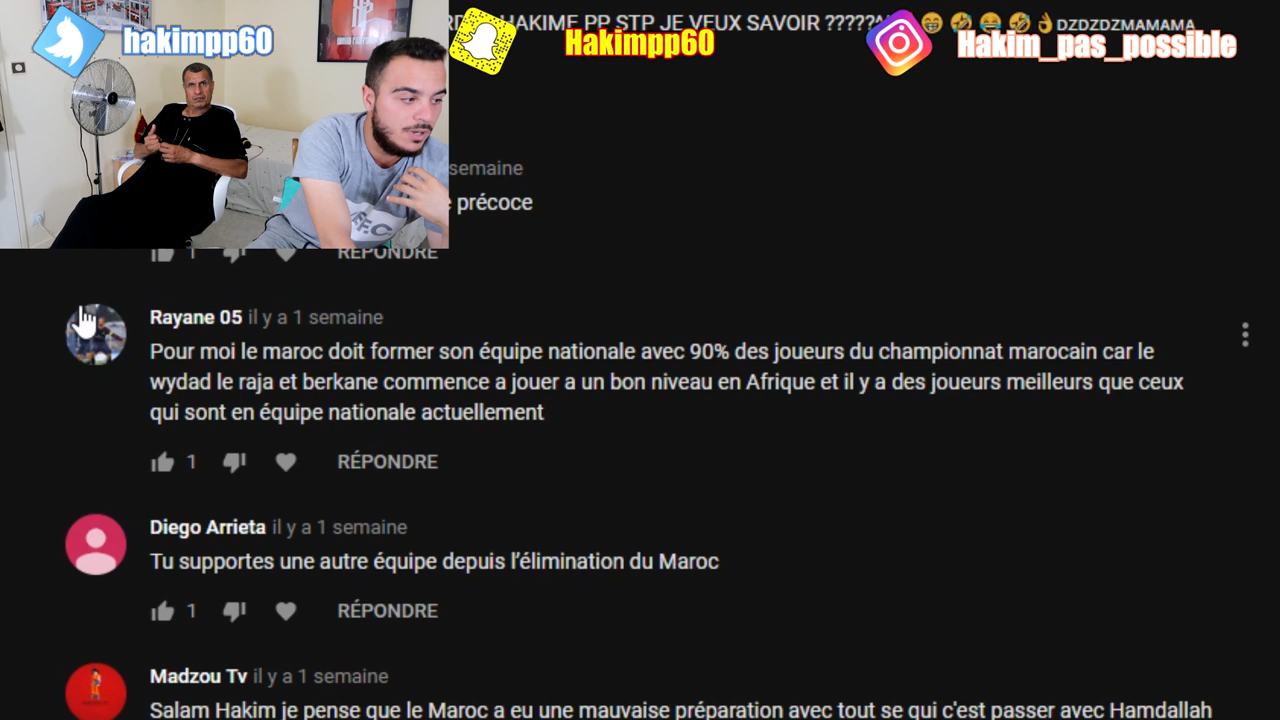 HAKIME PP STP JE VEUX SAVOIR ?????
DZDZDZMAMAMA
hakimpp60
Hakimpp60
Hakim_pas_possible
semaine
précoce
1 RÉPONDRE
Rayane 05 il y a 1 semaine
Pour moi le maroc doit former son équipe nationale avec 90% des joueurs du championnat marocain car le
wydad le raja et berkane commence a jouer a un bon niveau en Afrique et il y a des joueurs meilleurs que ceux
qui sont en équipe nationale actuellement
1 RÉPONDRE
Diego Arrieta il y a 1 semaine
Tu supportes une autre équipe depuis l’élimination du Maroc
1 RÉPONDRE
Madzou Tv il y a 1 semaine
Salam Hakim je pense que le Maroc a eu une mauvaise préparation avec tout se qui c'est passer avec Hamdallah